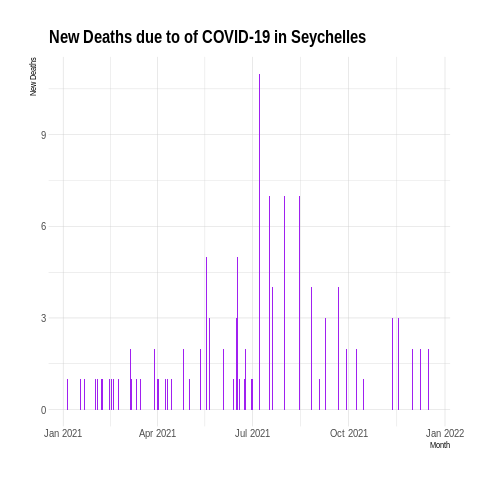 New Deaths due to of COVID-19 in Seychelles
New Deaths
9
6
3
0
Jan 2021 Apr 2021 Jul 2021 Oct 2021 Jan 2022
Month